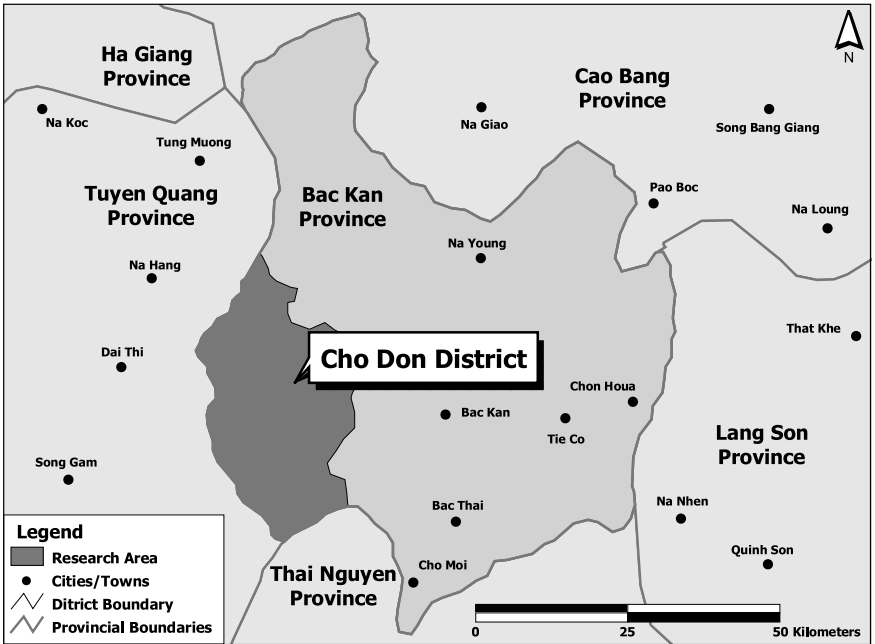 Ha Giang
Province
N
Cao Bang
Province
Na Koc
Na Giao
Song Bang Giang
Tung Muong
Tuyen Quang
Province
Bac Kan
Province
Pao Boc
Na Loung
Na Young
Na Hang
That Khe
Dai Thi
Cho Don District
Chon Houa
Bac Kan
Tie Co
Lang Son
Province
Song Gam
Bac Thai
Na Nhen
Quinh Son
Cho Moi
Thai Nguyen
Province
Legend
Research Area
Cities/Towns
Ditrict Boundary
Provincial Boundaries
0 25 50 Kilometers